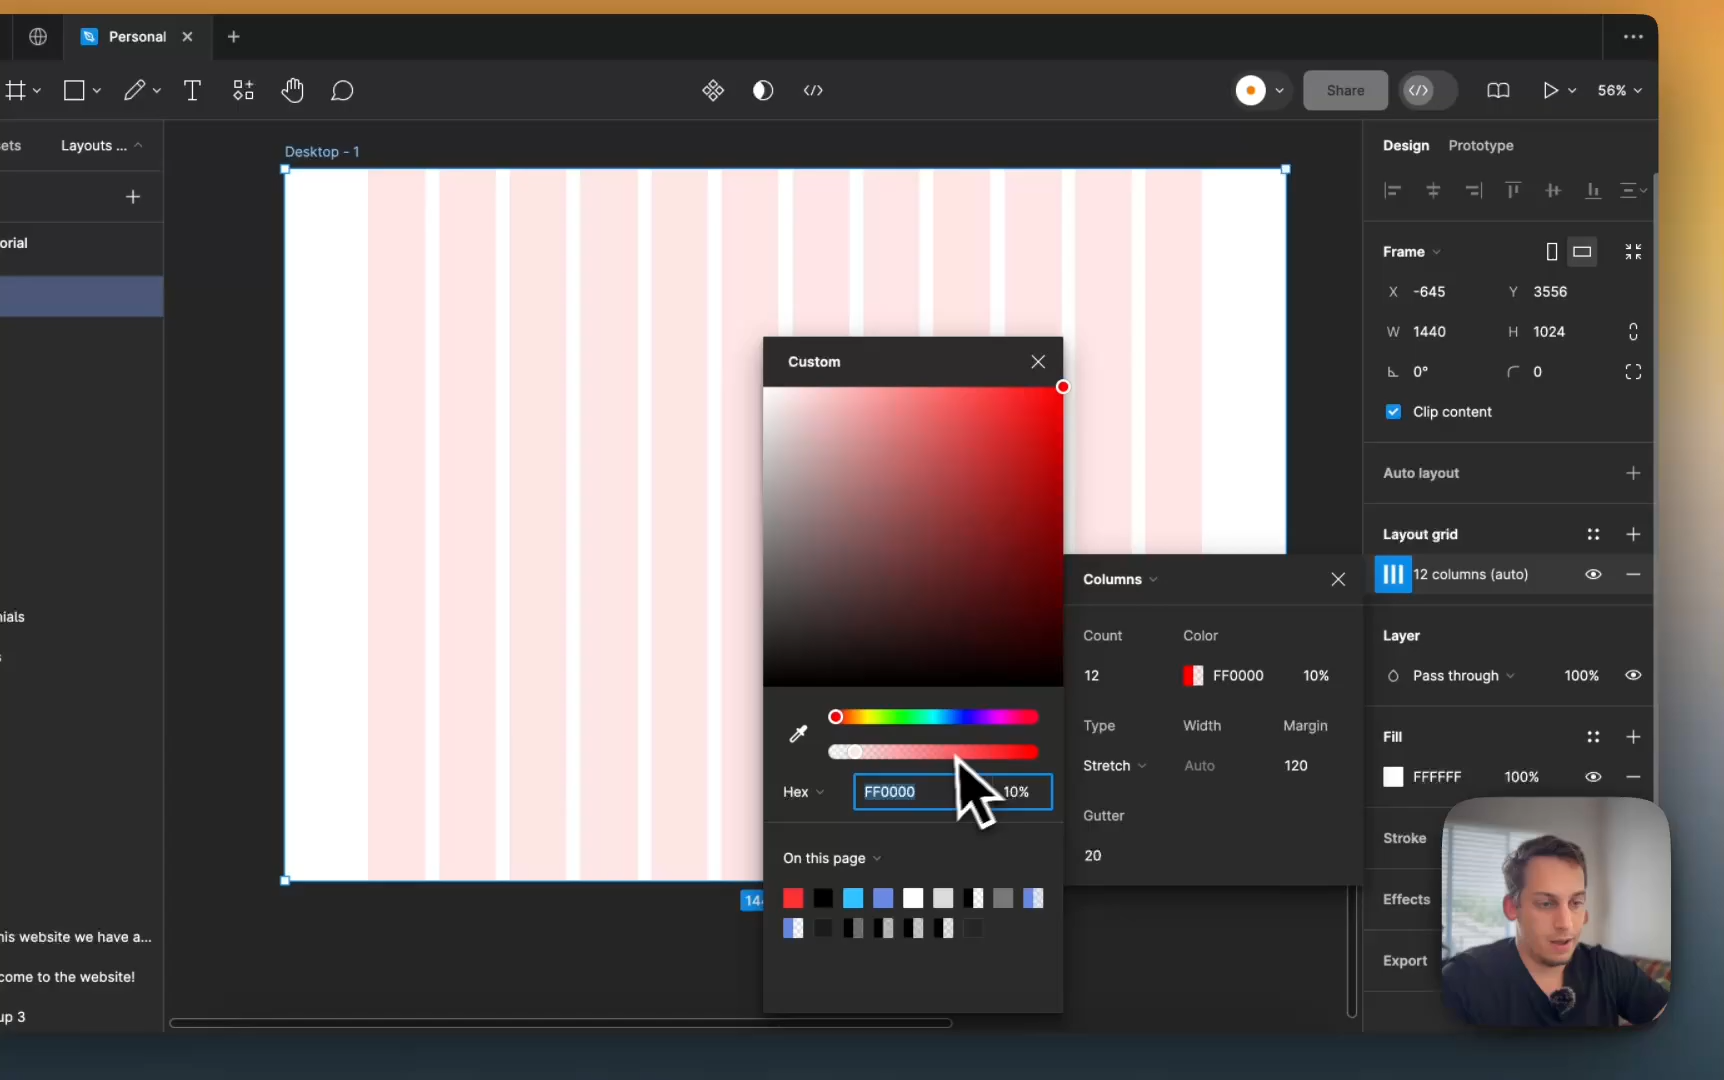 Personal
Share
56%
ets
Layouts ...
Desktop - 1
Design
Prototype
orial
Frame
X -645
Y 3556
W 1440
H 1024
0°
0
Clip content
Custom
Auto layout
Layout grid
12 columns (auto)
Columns
Count
Color
12
FF0000
10%
Type
Width
Margin
Stretch
Auto
120
Gutter
20
Layer
Pass through
100%
Fill
FFFFFF
100%
Hex
FF0000
10%
On this page
Stroke
Effects
Export
nials
s
14
his website we have a...
come to the website!
up 3